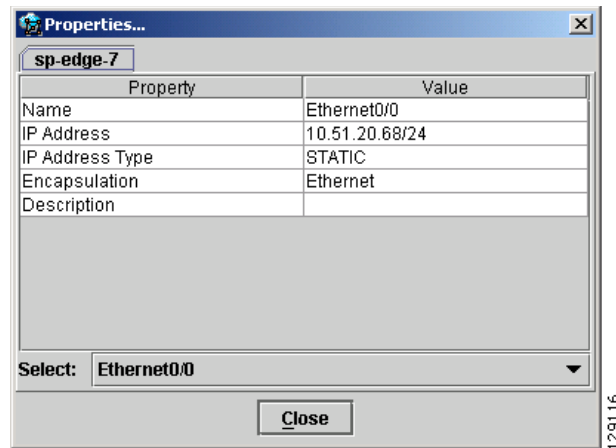 Properties...
sp-edge-7
Property Value
Name Ethernet0/0
IP Address 10.51.20.68/24
IP Address Type STATIC
Encapsulation Ethernet
Description
Select: Ethernet0/0
Close
129116